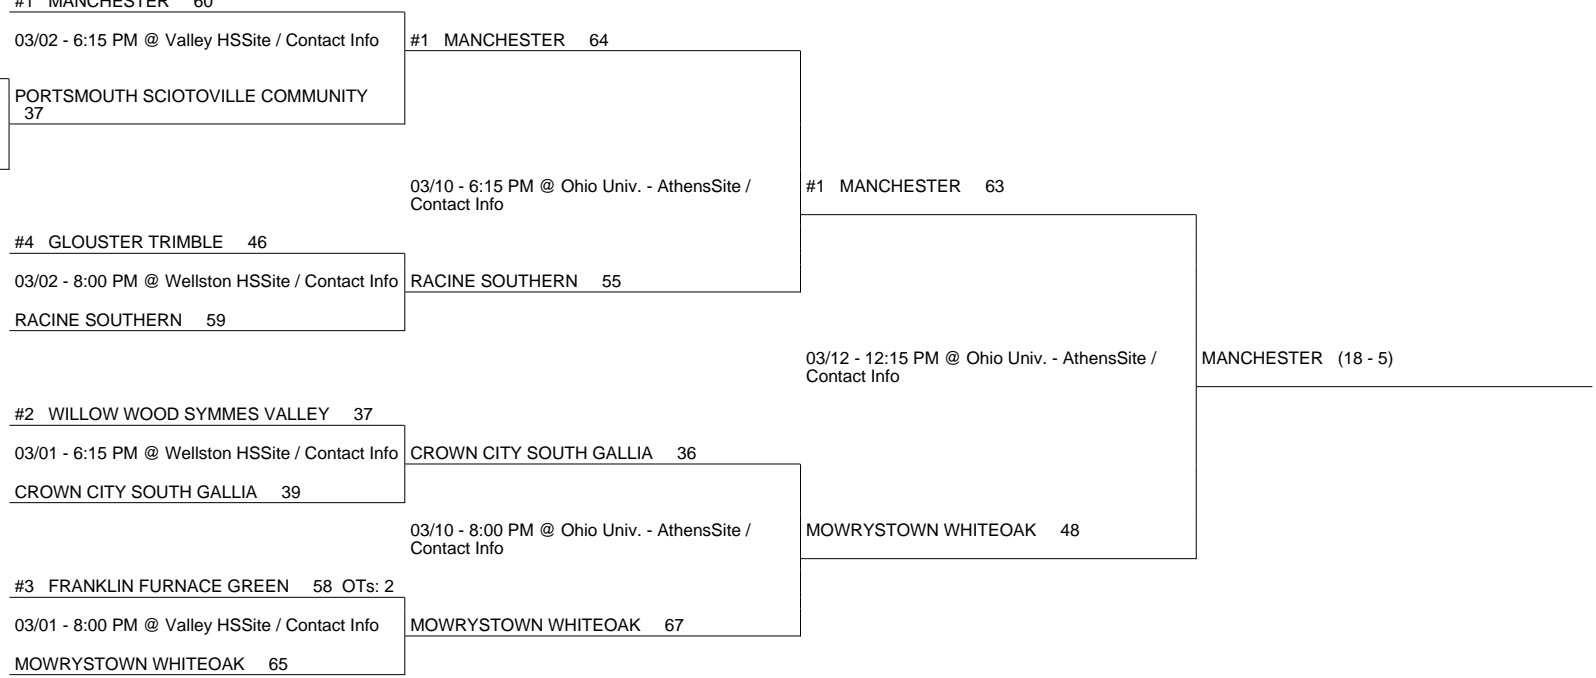 #1 MANCHESTER 60
03/02 - 6:15 PM @ Valley HSSite / Contact Info
#1 MANCHESTER 64
PORTSMOUTH SCIOTOVILLE COMMUNITY
37
03/10 - 6:15 PM @ Ohio Univ. - AthensSite /
Contact Info
#1 MANCHESTER 63
#4 GLOUSTER TRIMBLE 46
03/02 - 8:00 PM @ Wellston HSSite / Contact Info
RACINE SOUTHERN 55
RACINE SOUTHERN 59
03/12 - 12:15 PM @ Ohio Univ. - AthensSite /
Contact Info
MANCHESTER (18 - 5)
#2 WILLOW WOOD SYMMES VALLEY 37
03/01 - 6:15 PM @ Wellston HSSite / Contact Info
CROWN CITY SOUTH GALLIA 36
CROWN CITY SOUTH GALLIA 39
03/10 - 8:00 PM @ Ohio Univ. - AthensSite /
Contact Info
MOWRYSTOWN WHITEOAK 48
#3 FRANKLIN FURNACE GREEN 58 OTs: 2
03/01 - 8:00 PM @ Valley HSSite / Contact Info
MOWRYSTOWN WHITEOAK 67
MOWRYSTOWN WHITEOAK 65